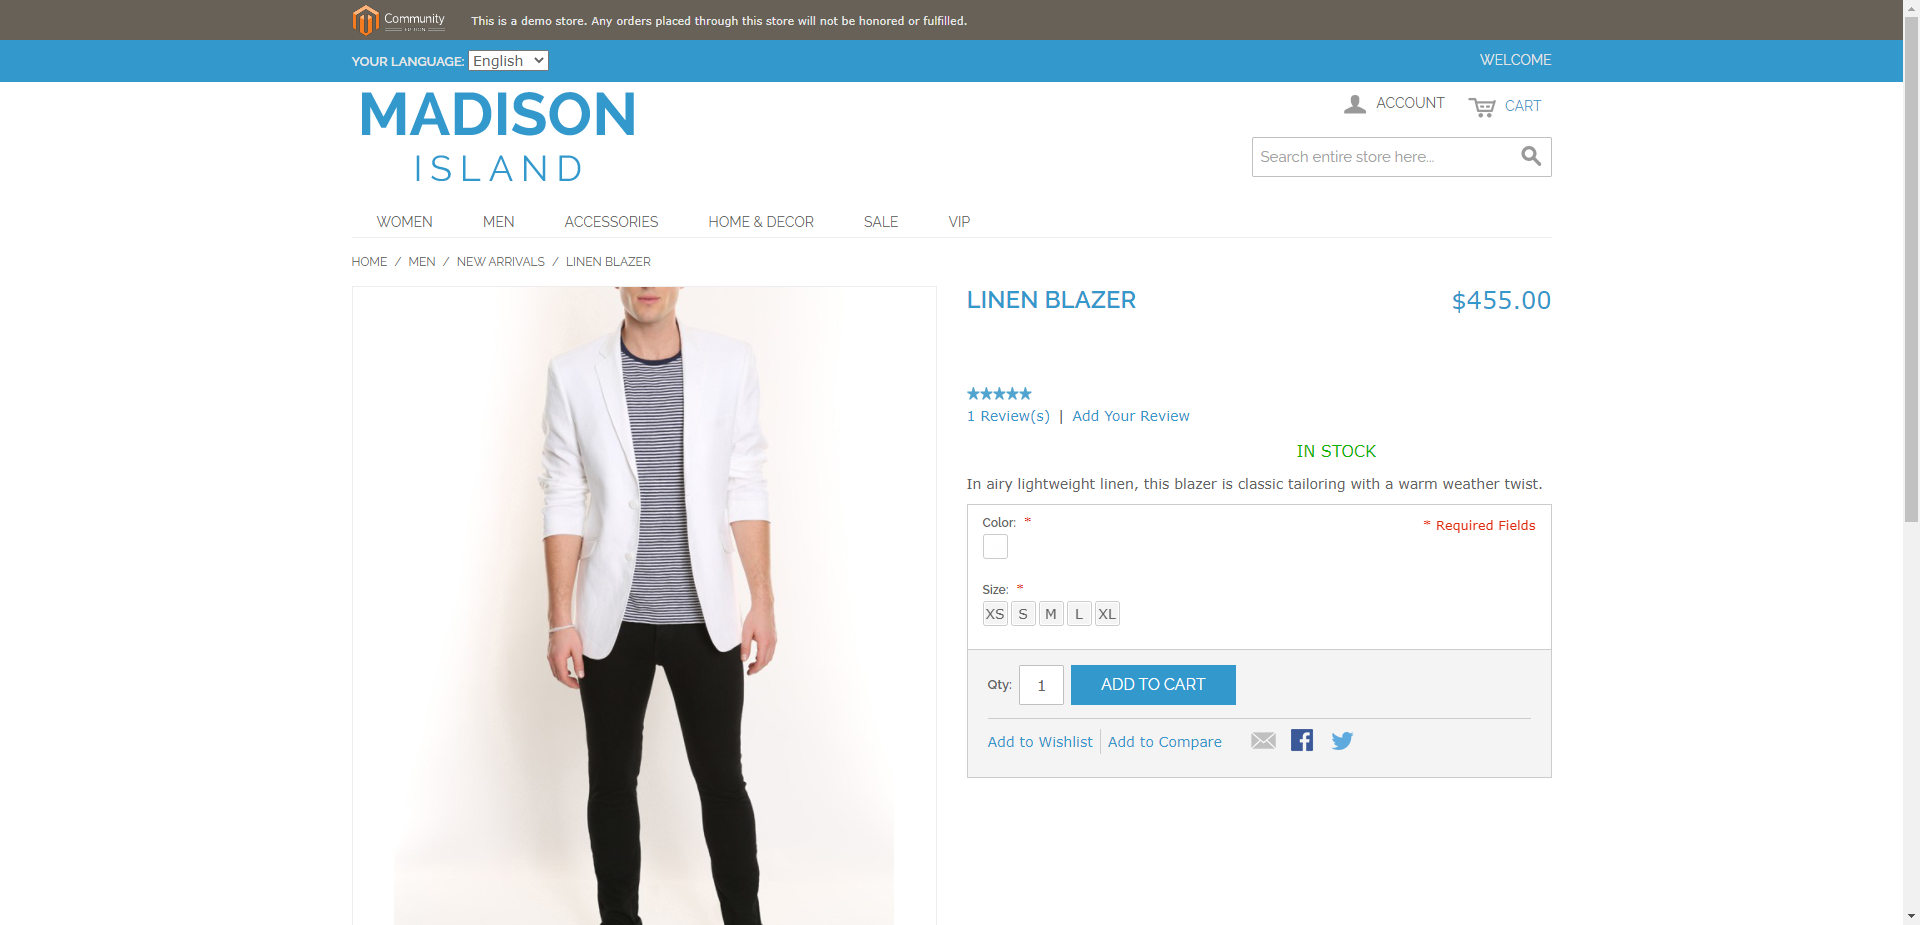 Community
This is a demo store. Any orders placed through this store will not be honored or fulfilled.
YOUR LANGUAGE: English
WELCOME
MADISON
ISLAND
ACCOUNT
CART
Search entire store here...
WOMEN MEN ACCESSORIES HOME & DECOR SALE VIP
HOME / MEN / NEW ARRIVALS / LINEN BLAZER
LINEN BLAZER
$455.00
1 Review(s) | Add Your Review
IN STOCK
In airy lightweight linen, this blazer is classic tailoring with a warm weather twist.
Color: *
* Required Fields
Size: *
XS S M L XL
Qty: 1 ADD TO CART
Add to Wishlist Add to Compare